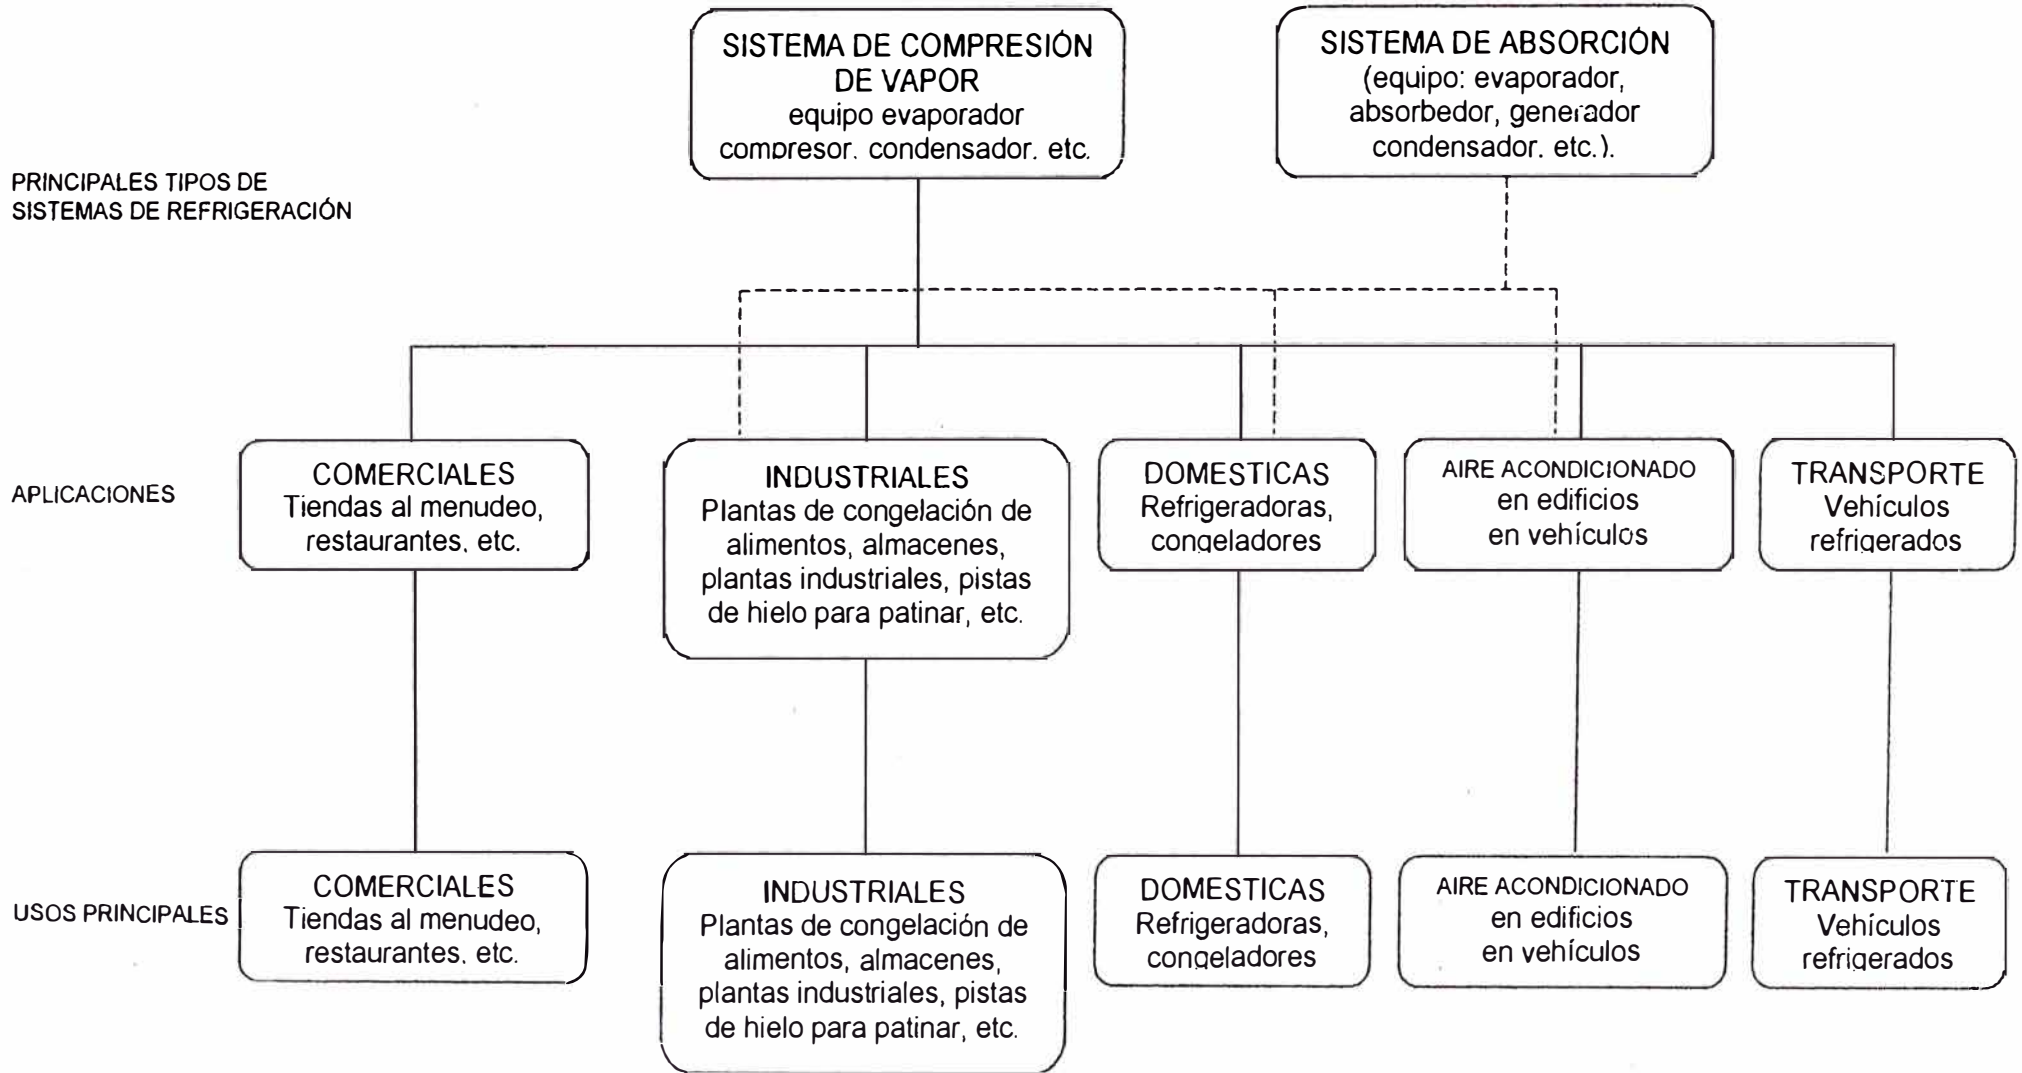 SISTEMA DE COMPRESIÓN
DE VAPOR
equipo evaporador
compresor, condensador, etc.
SISTEMA DE ABSORCIÓN
(equipo: evaporador,
absorbedor, generador
condensador, etc.).
PRINCIPALES TIPOS DE
SISTEMAS DE REFRIGERACIÓN
APLICACIONES
COMERCIALES
Tiendas al menudeo,
restaurantes, etc.
INDUSTRIALES
Plantas de congelación de
alimentos, almacenes,
plantas industriales, pistas
de hielo para patinar, etc.
DOMESTICAS
Refrigeradoras,
congeladores
AIRE ACONDICIONADO
en edificios
en vehículos
TRANSPORTE
Vehículos
refrigerados
USOS PRINCIPALES
COMERCIALES
Tiendas al menudeo,
restaurantes, etc.
INDUSTRIALES
Plantas de congelación de
alimentos, almacenes,
plantas industriales, pistas
de hielo para patinar, etc.
DOMESTICAS
Refrigeradoras,
congeladores
AIRE ACONDICIONADO
en edificios
en vehículos
TRANSPORTE
Vehículos
refrigerados